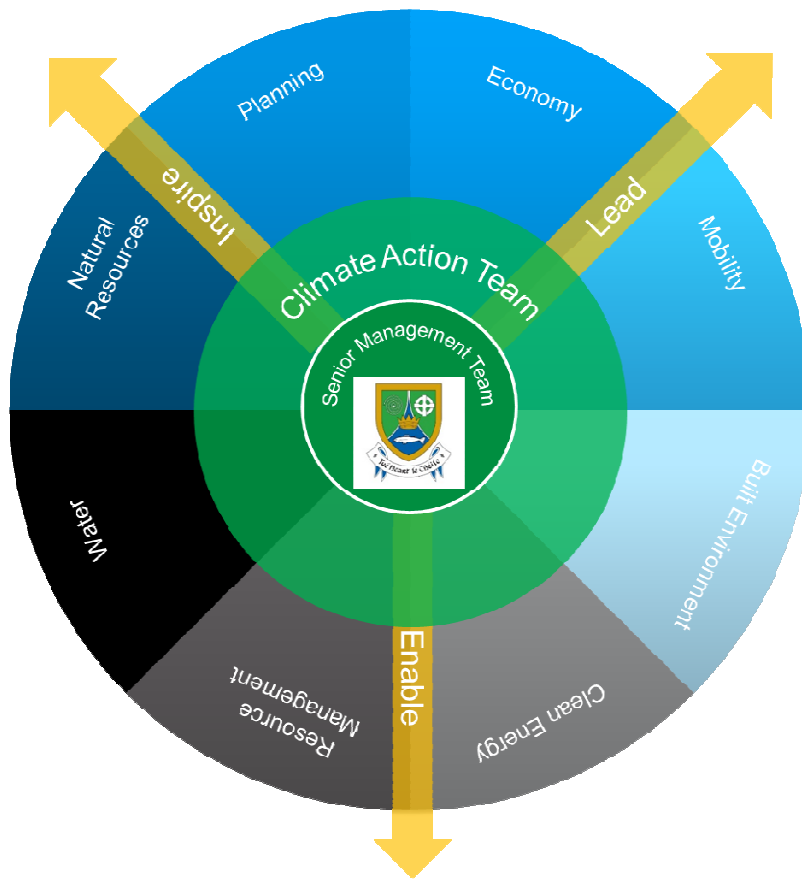 Planning
Economy
Inspire
Lead
Natural
Resources
Mobility
Climate Action Team
Senior Management Team
Water
Built Environment
Enable
Resource
Management
Clean Energy